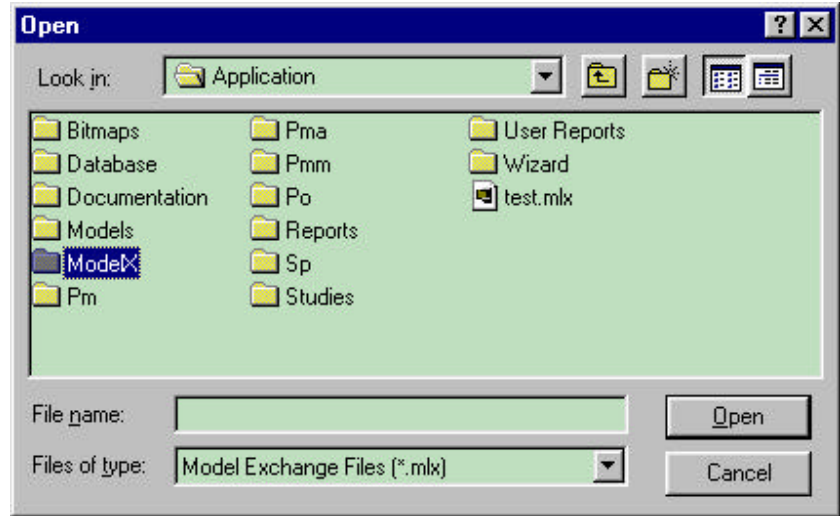 Open
Look in: Application
Bitmaps
Database
Documentation
Models
ModelX
Pm
Pma
Pmm
Po
Reports
Sp
Studies
User Reports
Wizard
test.mlx
File name:
Open
Files of type: Model Exchange Files (*.mlx)
Cancel